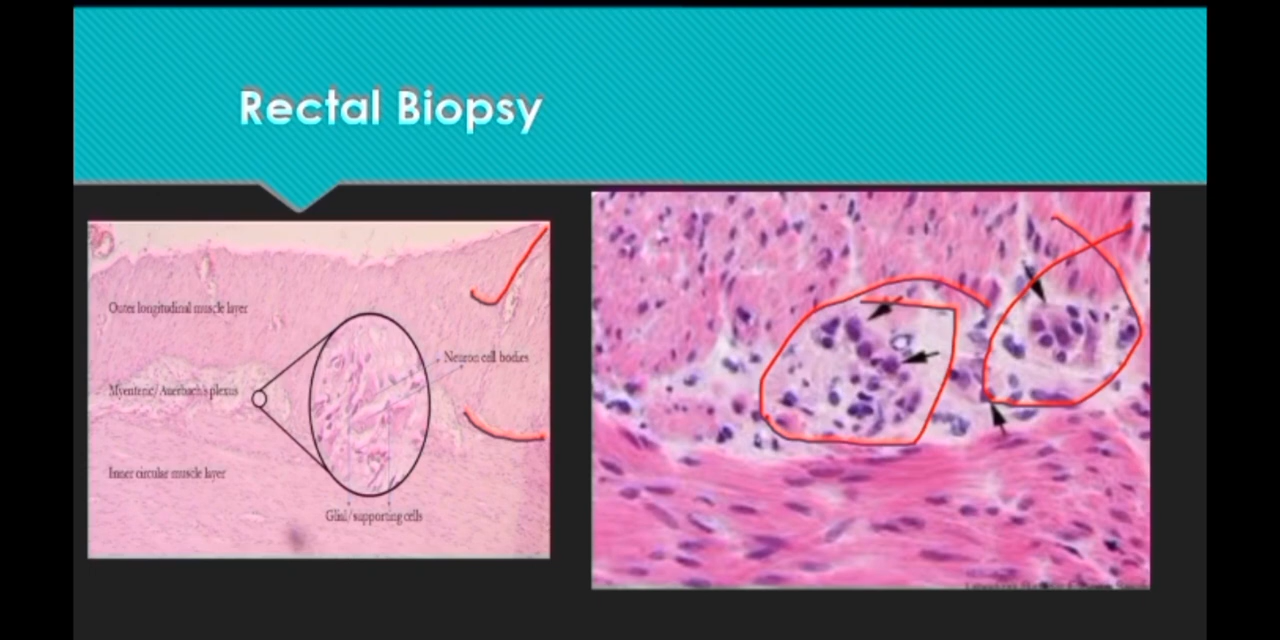 Rectal Biopsy
Outer longitudinal muscle layer
Neuron cell bodies
Myenteric/Auerbach's plexus
Inner circular muscle layer
Glial/supporting cells